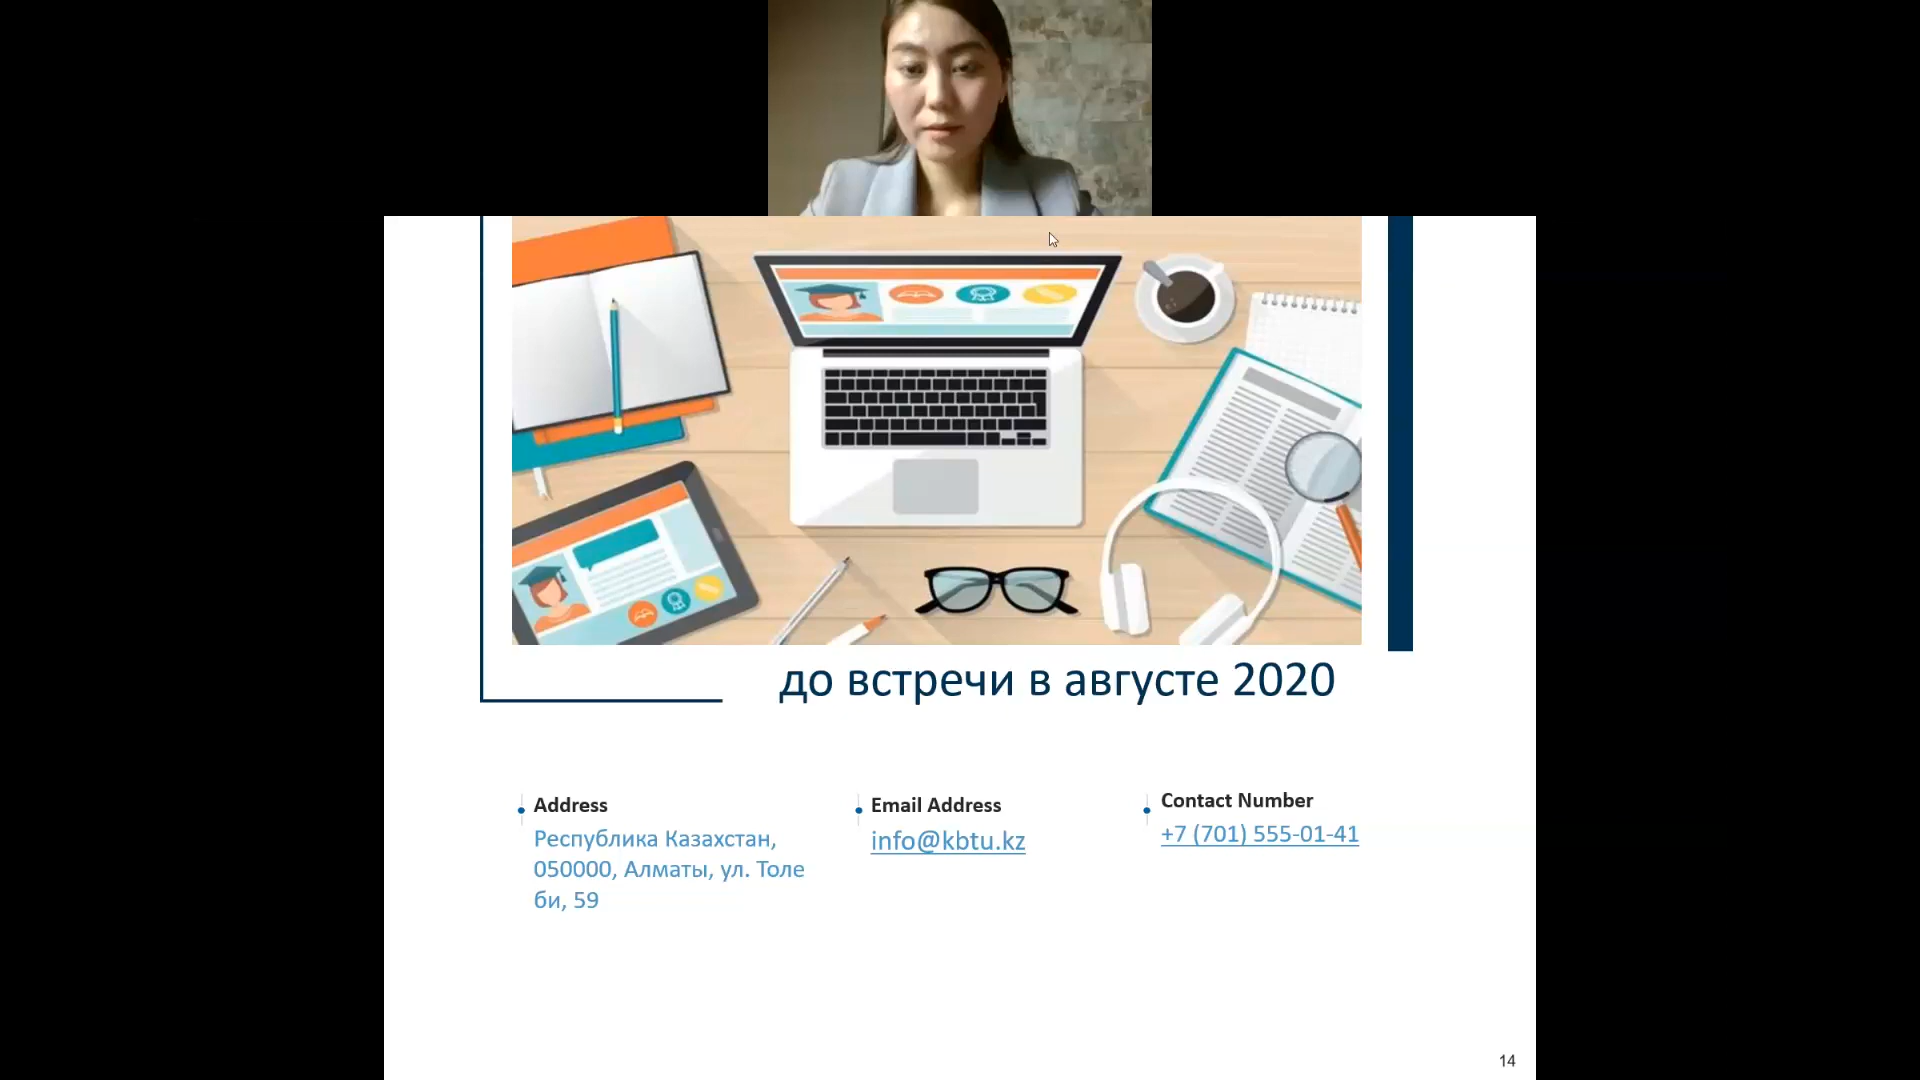 до встречи в августе 2020
Address
Республика Казахстан,
050000, Алматы, ул. Толе
би, 59
Email Address
info@kbtu.kz
Contact Number
+7 (701) 555-01-41
14